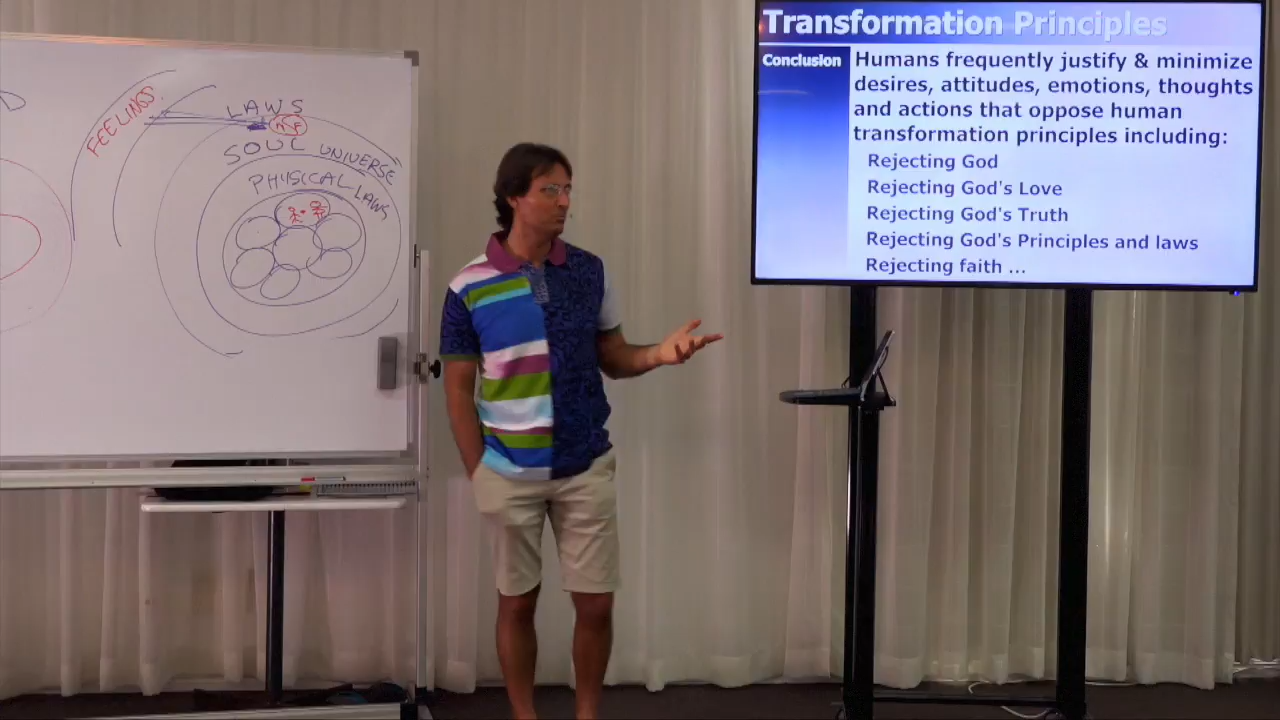 D
FEELINGS
LAWS
M F
SOUL UNIVERSE
PHYSICAL LAWS
Transformation Principles
Conclusion
Humans frequently justify & minimize
desires, attitudes, emotions, thoughts
and actions that oppose human
transformation principles including:
Rejecting God
Rejecting God's Love
Rejecting God's Truth
Rejecting God's Principles and laws
Rejecting faith ...